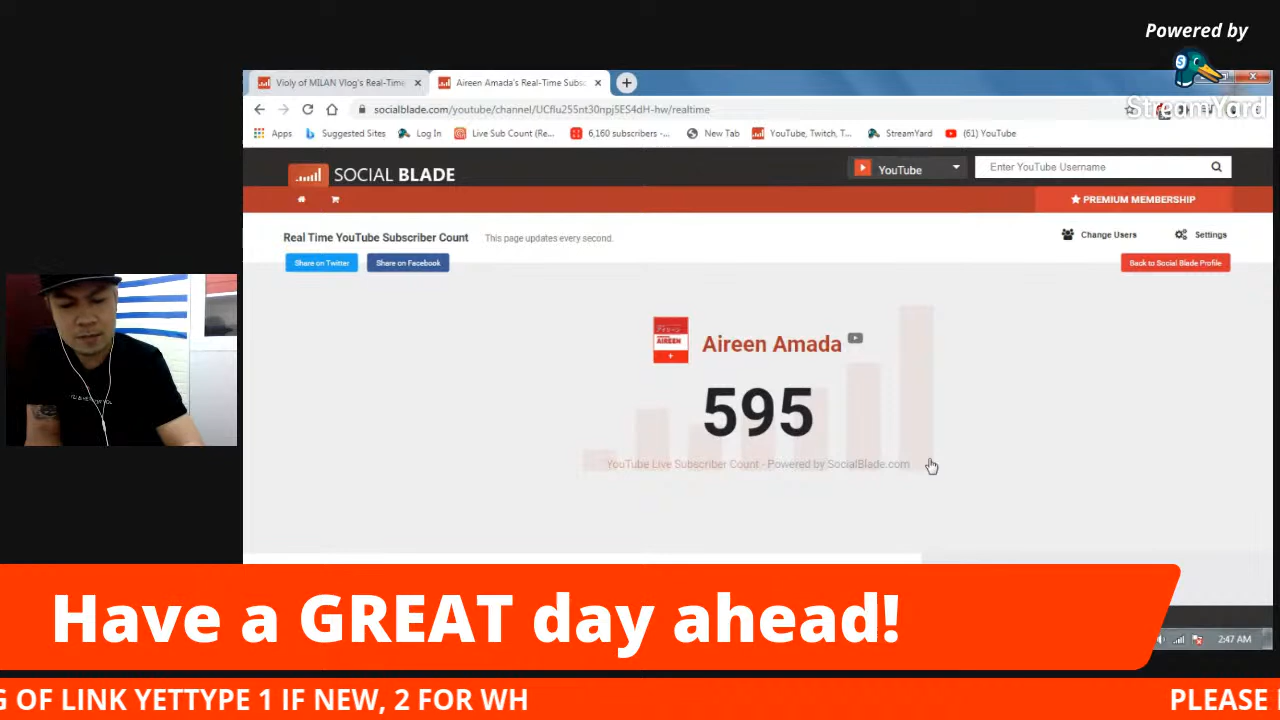 Powered by
StreamYard
Violy of MILAN Vlog's Real-Time
Aireen Amada's Real-Time Subsc
socialblade.com/youtube/channel/UCflu255nt30npj5ES4dH-hw/realtime
Apps
Suggested Sites
Log In
Live Sub Count (Re...
6,160 subscribers -...
New Tab
YouTube, Twitch, T...
StreamYard
(61) YouTube
SOCIAL BLADE
YouTube
Enter YouTube Username
PREMIUM MEMBERSHIP
Real Time YouTube Subscriber Count
This page updates every second.
Change Users
Settings
Share on Twitter
Share on Facebook
Back to Social Blade Profile
AIREEN
Aireen Amada
595
YouTube Live Subscriber Count - Powered by SocialBlade.com
Have a GREAT day ahead!
2:47 AM
G OF LINK YETTYPE 1 IF NEW, 2 FOR WH
PLEASE